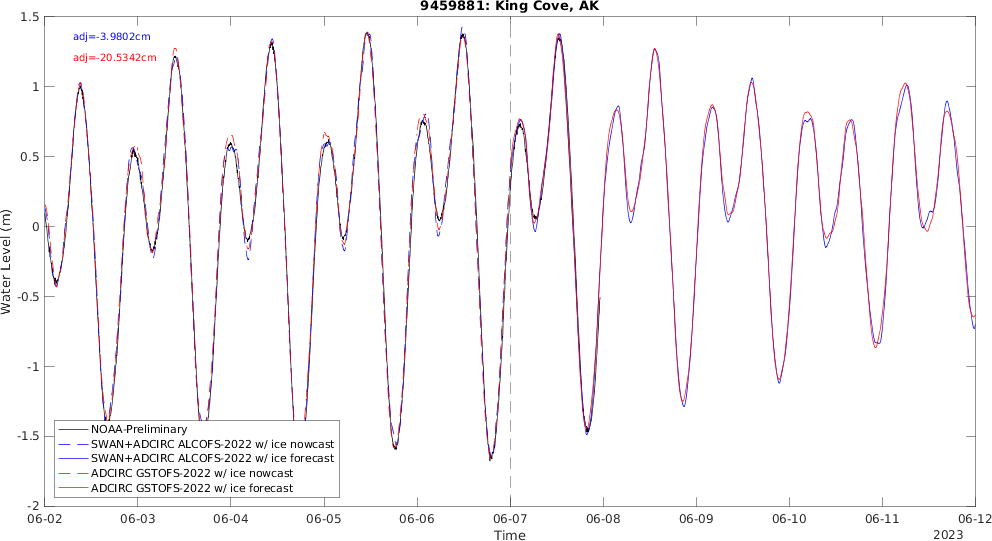 9459881: King Cove, AK
adj=-3.9802cm
adj=-20.5342cm
Water Level (m)
1.5
1
0.5
0
-0.5
-1
-1.5
-2
NOAA-Preliminary
SWAN+ADCIRC ALCOFS-2022 w/ ice nowcast
SWAN+ADCIRC ALCOFS-2022 w/ ice forecast
ADCIRC GSTOFS-2022 w/ ice nowcast
ADCIRC GSTOFS-2022 w/ ice forecast
06-02 06-03 06-04 06-05 06-06 06-07 06-08 06-09 06-10 06-11 06-12
Time
2023